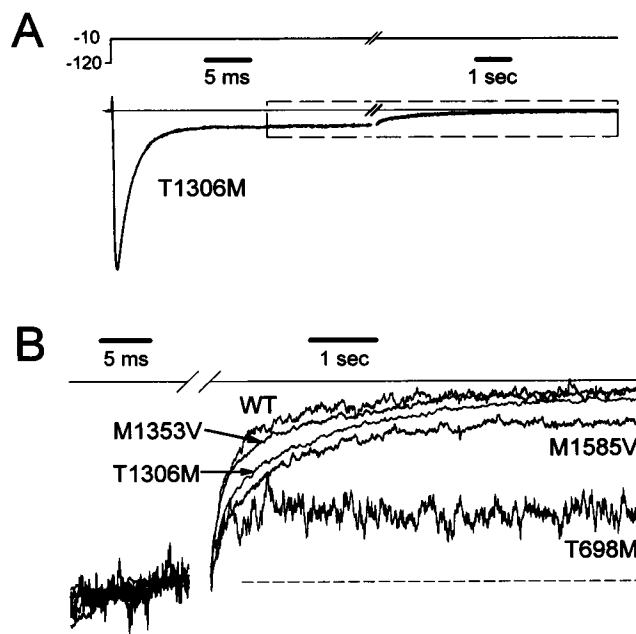 A
-10
-120
5 ms
1 sec
T1306M
B
5 ms
1 sec
WT
M1353V
T1306M
M1585V
T698M